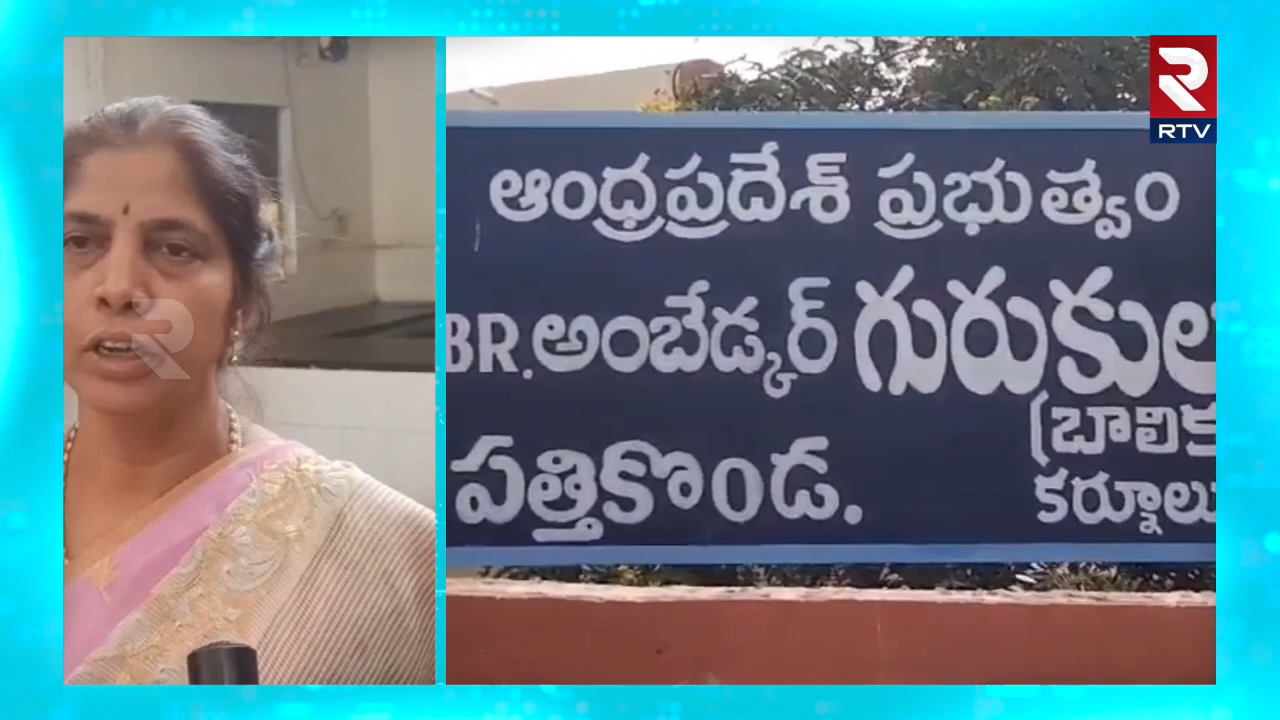 RTV
ఆంధ్రప్రదేశ్ ప్రభుత్వం
BR.అంబేడ్కర్ గురుకుల
(బాలిక
పత్తికొండ.
కర్నూలు